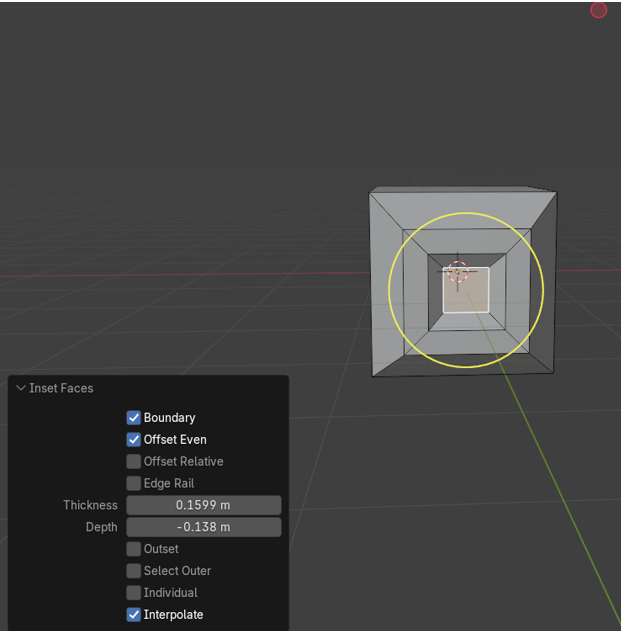 Inset Faces
Boundary
Offset Even
Offset Relative
Edge Rail
Thickness 0.1599 m
Depth -0.138 m
Outset
Select Outer
Individual
Interpolate